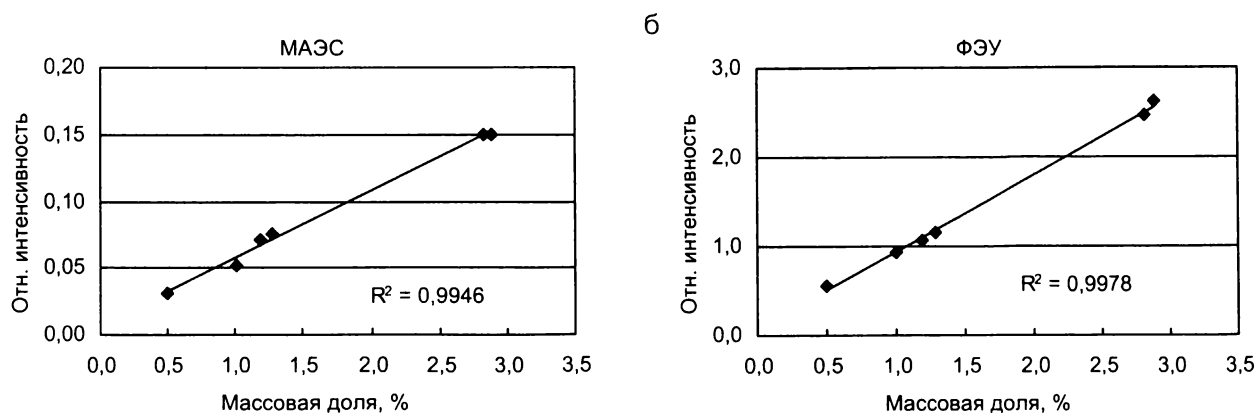 б
МАЭС
Отн. интенсивность
0,20
0,15
0,10
0,05
0,00
R² = 0,9946
0,0 0,5 1,0 1,5 2,0 2,5 3,0 3,5
Массовая доля, %
ФЭУ
Отн. интенсивность
3,0
2,0
1,0
0,0
R² = 0,9978
0,0 0,5 1,0 1,5 2,0 2,5 3,0 3,5
Массовая доля, %